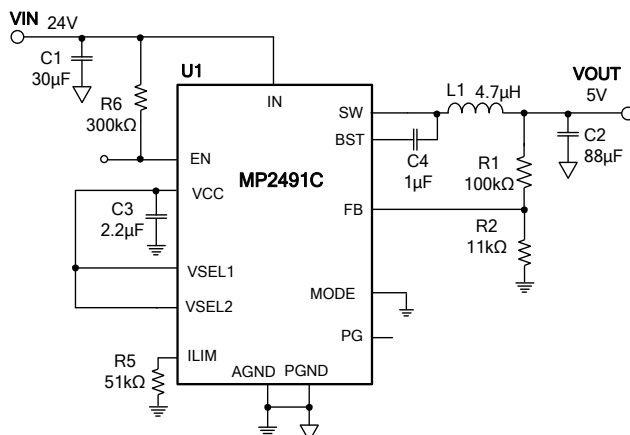 VIN
24V
C1
30μF
R6
300kΩ
U1
IN
SW
BST
L1
4.7μH
VOUT
5V
C4
1μF
C2
88μF
R1
100kΩ
EN
MP2491C
VCC
FB
C3
2.2μF
R2
11kΩ
VSEL1
VSEL2
MODE
PG
ILIM
R5
51kΩ
AGND
PGND